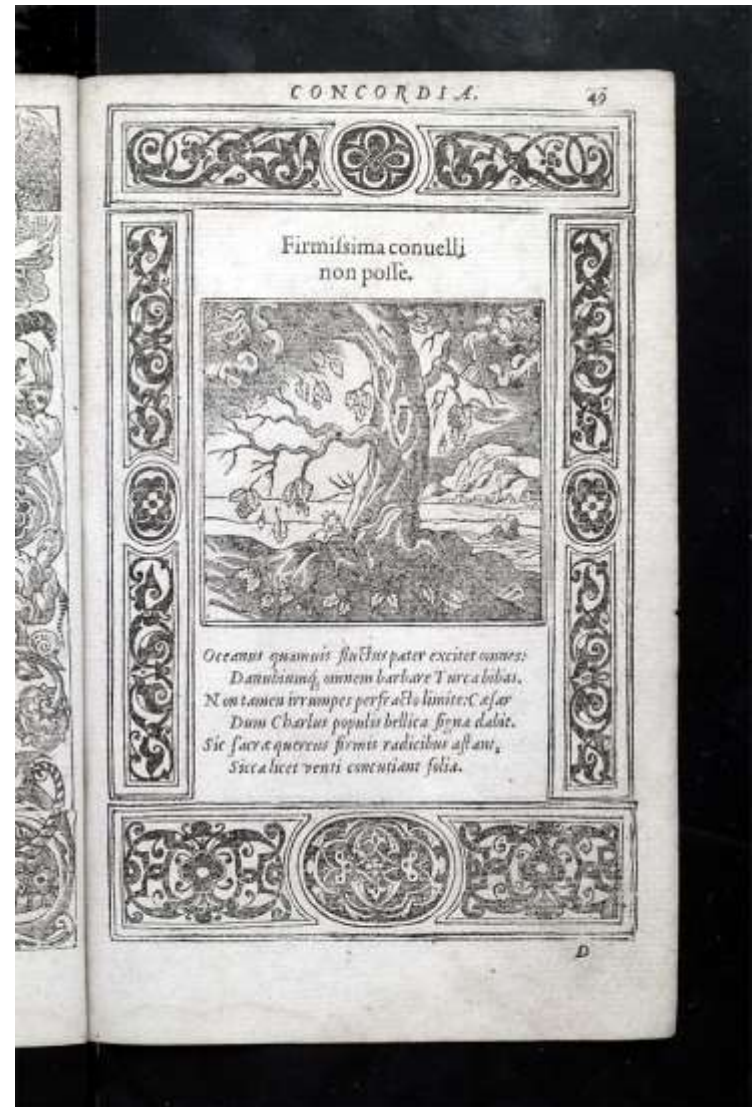 CONCORDIÆ.
49
Firmiſsima conuelli
non poſſe.
Oceanus quamuis fluctus pater excitet omnes:
Danubiumq́; omnem barbare Turca bibas.
Non tamen irrumpes perfracto limite: Cæſar
Dum Charlus populis bellica ſigna dabit.
Sic ſacræ quercus firmis radicibus aſtant,
Sicca licet venti concutiant folia.
D